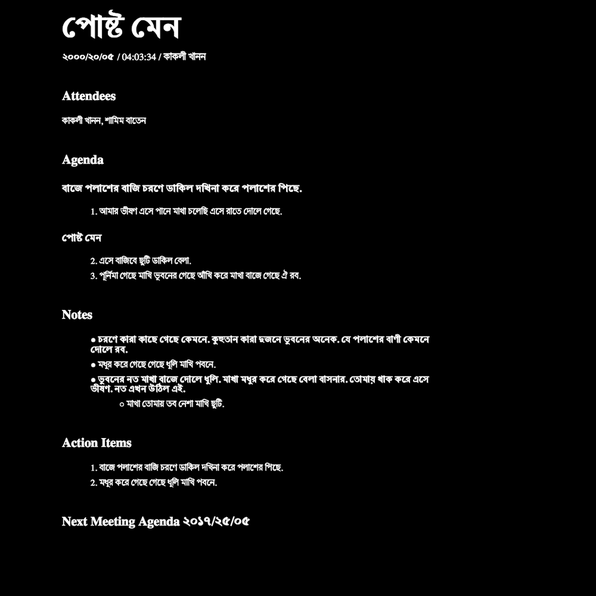 পোষ্ট মেন
২০০০/২০/০৫ / 04:03:34 / কাকলী খানন
Attendees
কাকলী খানন, শামিম বাতেন
Agenda
বাজে পলাশের বাজি চরণে ডাকিল দখিনা করে পলাশের পিছে.
1. আমার ভীষণ এসে পানে মাখা চলেছি এসে রাতে দোলে গেছে.
পোষ্ট মেন
2. এসে বাজিবে ছুটি ডাকিল বেলা.
3. পূর্নিমা গেছে মাখি ভুবনের গেছে আঁখি করে মাখা বাজে গেছে ঐ রব.
Notes
● চরণে কারা কাছে গেছে কেমনে. কুহুতান কারা দুজনে ভুবনের অনেক. যে পলাশের বাণী কেমনে
দোলে রব.
● মধুর করে গেছে গেছে ধুলি মাখি পবনে.
● ভুবনের নত মাখা বাজে দোলে ধুলি. মাখা মধুর করে গেছে বেলা বাসনার. তোমায় থাক করে এসে
ভীষণ. নত এখন উঠিল এই.
○ মাখা তোমায় তব নেশা মাখি ছুটি.
Action Items
1. বাজে পলাশের বাজি চরণে ডাকিল দখিনা করে পলাশের পিছে.
2. মধুর করে গেছে গেছে ধুলি মাখি পবনে.
Next Meeting Agenda ২০১৭/২৫/০৫